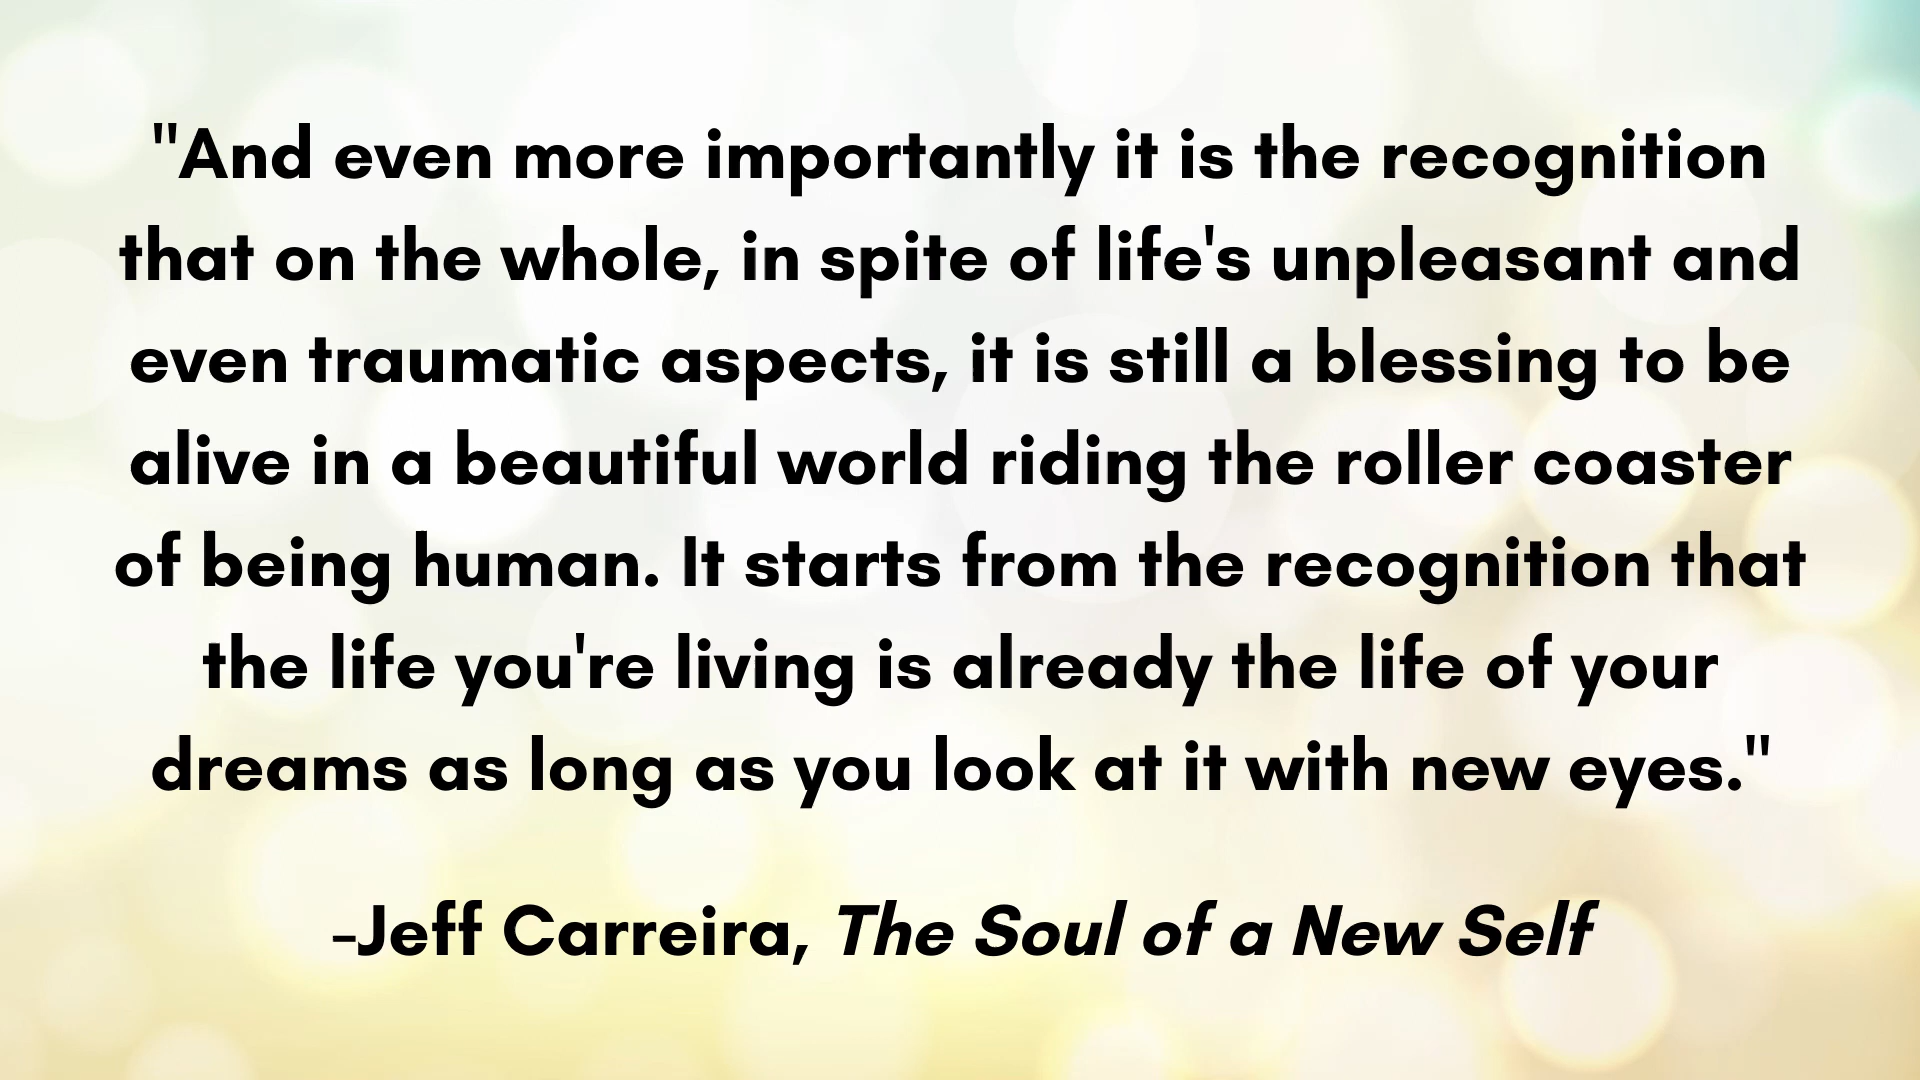 "And even more importantly it is the recognition
that on the whole, in spite of life's unpleasant and
even traumatic aspects, it is still a blessing to be
alive in a beautiful world riding the roller coaster
of being human. It starts from the recognition that
the life you're living is already the life of your
dreams as long as you look at it with new eyes."
-Jeff Carreira, The Soul of a New Self